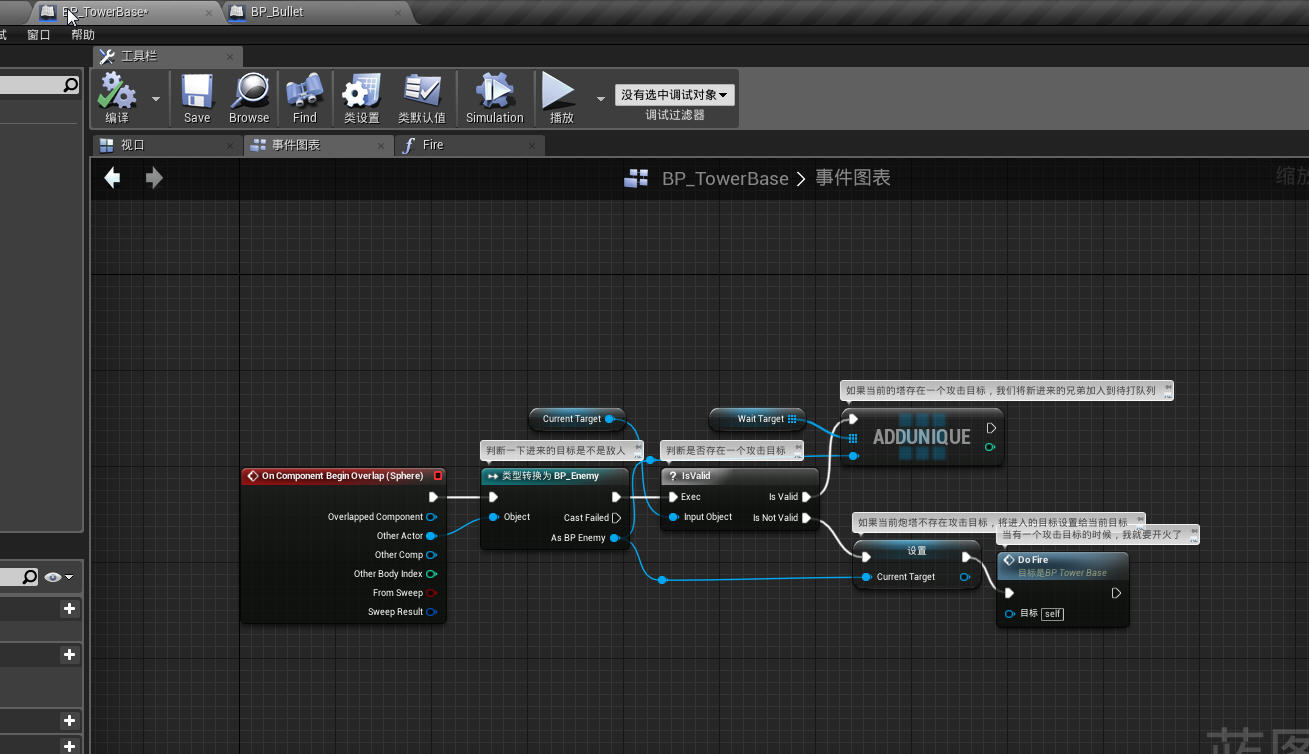 BP_TowerBase*
BP_Bullet
试 窗口 帮助
工具栏
编译
Save
Browse
Find
类设置
类默认值
Simulation
播放
没有选中调试对象
调试过滤器
视口
事件图表
Fire
BP_TowerBase > 事件图表
缩放
如果当前的塔存在一个攻击目标，我们将新进来的兄弟加入到待打队列
Current Target
Wait Target
ADDUNIQUE
判断一下进来的目标是不是敌人
判断是否存在一个攻击目标
On Component Begin Overlap (Sphere)
Overlapped Component
Other Actor
Other Comp
Other Body Index
From Sweep
Sweep Result
类型转换为 BP_Enemy
Object
Cast Failed
As BP Enemy
? IsValid
Exec
Is Valid
Input Object
Is Not Valid
如果当前炮塔不存在攻击目标，将进入的目标设置给当前目标
当有一个攻击目标的时候，我就要开火了
设置
Current Target
Do Fire
目标是BP Tower Base
目标 self
蓝图